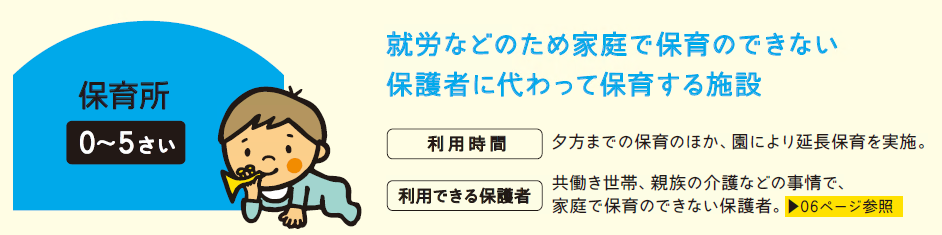 保育所
0〜5さい
就労などのため家庭で保育のできない
保護者に代わって保育する施設
利用時間
夕方までの保育のほか、園により延長保育を実施。
利用できる保護者
共働き世帯、親族の介護などの事情で、
家庭で保育のできない保護者。▶06ページ参照